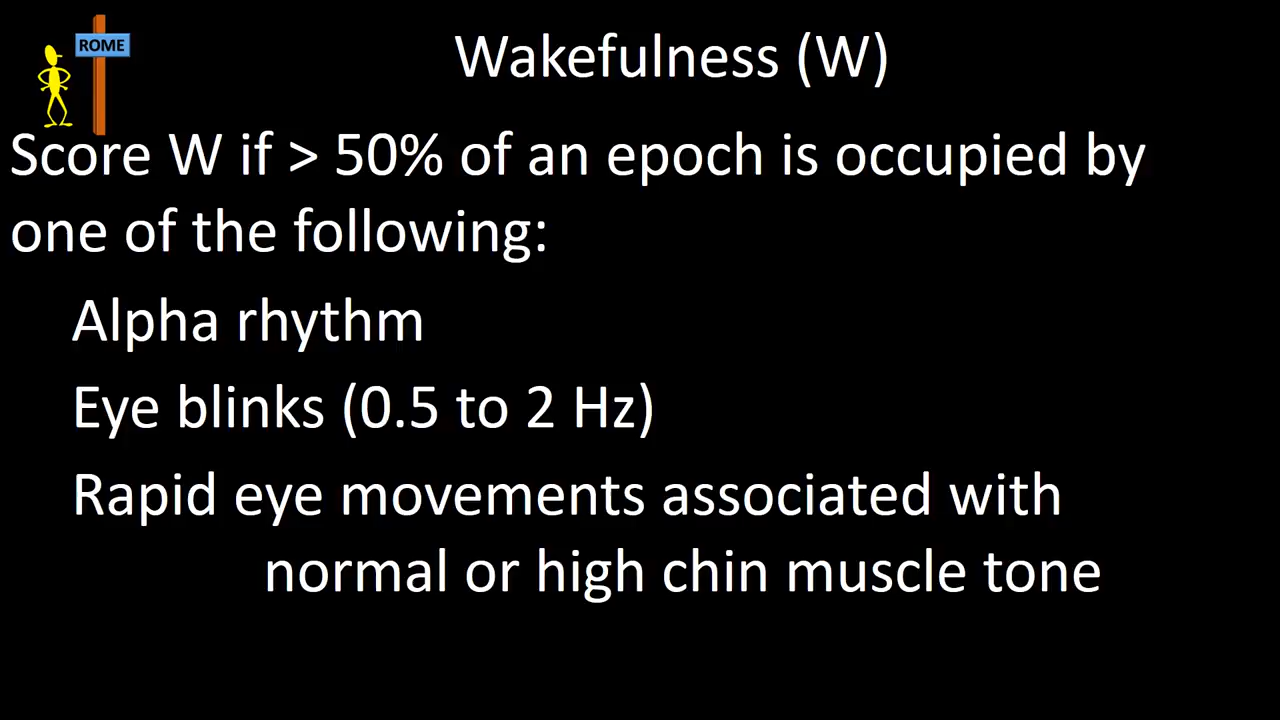 ROME
Wakefulness (W)
Score W if > 50% of an epoch is occupied by
one of the following:
Alpha rhythm
Eye blinks (0.5 to 2 Hz)
Rapid eye movements associated with
normal or high chin muscle tone